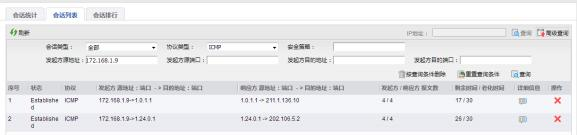 会话统计 会话列表 会话排行
刷新 IP地址： 查询 高级查询
会话类型： 全部 协议类型： ICMP 安全策略：
发起方源地址： 172.168.1.9 发起方源端口： 发起方目的地址： 发起方目的端口：
按查询条件删除 重置查询条件 查询
序号 状态 协议 发起方 源地址：端口 -> 目的地址：端口 响应方 源地址：端口 -> 目的地址：端口 发起方 / 响应方 报文数 剩余时间 / 老化时间 详细信息 操作
1 Establishe ICMP 172.168.1.9->1.0.1.1 1.0.1.1-> 211.1.136.10 4 / 4 17 / 30
d
2 Establishe ICMP 172.168.1.9->1.24.0.1 1.24.0.1-> 202.106.5.2 4 / 4 26 / 30
d